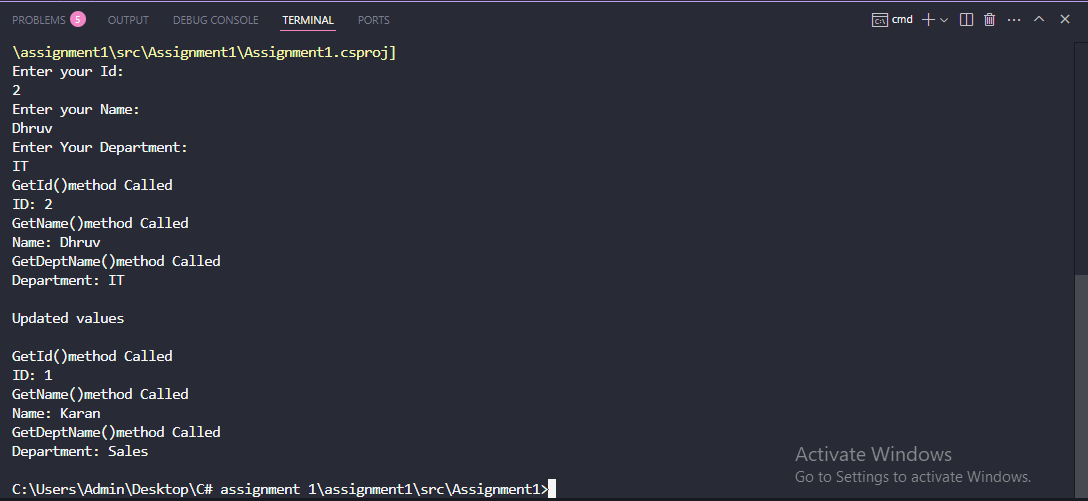 PROBLEMS 5 OUTPUT DEBUG CONSOLE TERMINAL PORTS cmd
\assignment1\src\Assignment1\Assignment1.csproj]
Enter your Id:
2
Enter your Name:
Dhruv
Enter Your Department:
IT
GetId()method Called
ID: 2
GetName()method Called
Name: Dhruv
GetDeptName()method Called
Department: IT
Updated values
GetId()method Called
ID: 1
GetName()method Called
Name: Karan
GetDeptName()method Called
Department: Sales
Activate Windows
Go to Settings to activate Windows.
C:\Users\Admin\Desktop\C# assignment 1\assignment1\src\Assignment1>